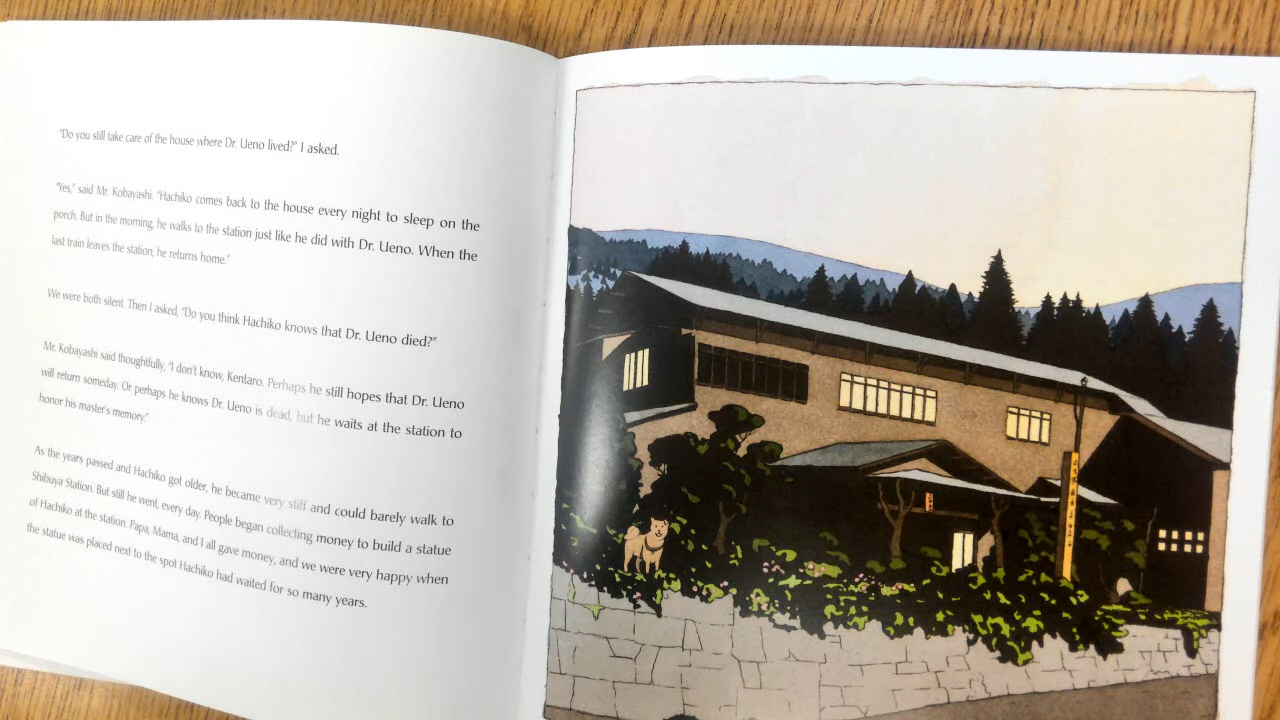 "Do you still take care of the house where Dr. Ueno lived?" I asked.
"Yes," said Mr. Kobayashi. "Hachiko comes back to the house every night to sleep on the
porch. But in the morning, he walks to the station just like he did with Dr. Ueno. When the
last train leaves the station, he returns home."
We were both silent. Then I asked, "Do you think Hachiko knows that Dr. Ueno died?"
Mr. Kobayashi said thoughtfully, "I don't know, Kentaro. Perhaps he still hopes that Dr. Ueno
will return someday. Or perhaps he knows Dr. Ueno is dead, but he waits at the station to
honor his master's memory."
As the years passed and Hachiko got older, he became very stiff and could barely walk to
Shibuya Station. But still he went, every day. People began collecting money to build a statue
of Hachiko at the station. Papa, Mama, and I all gave money, and we were very happy when
the statue was placed next to the spot Hachiko had waited for so many years.